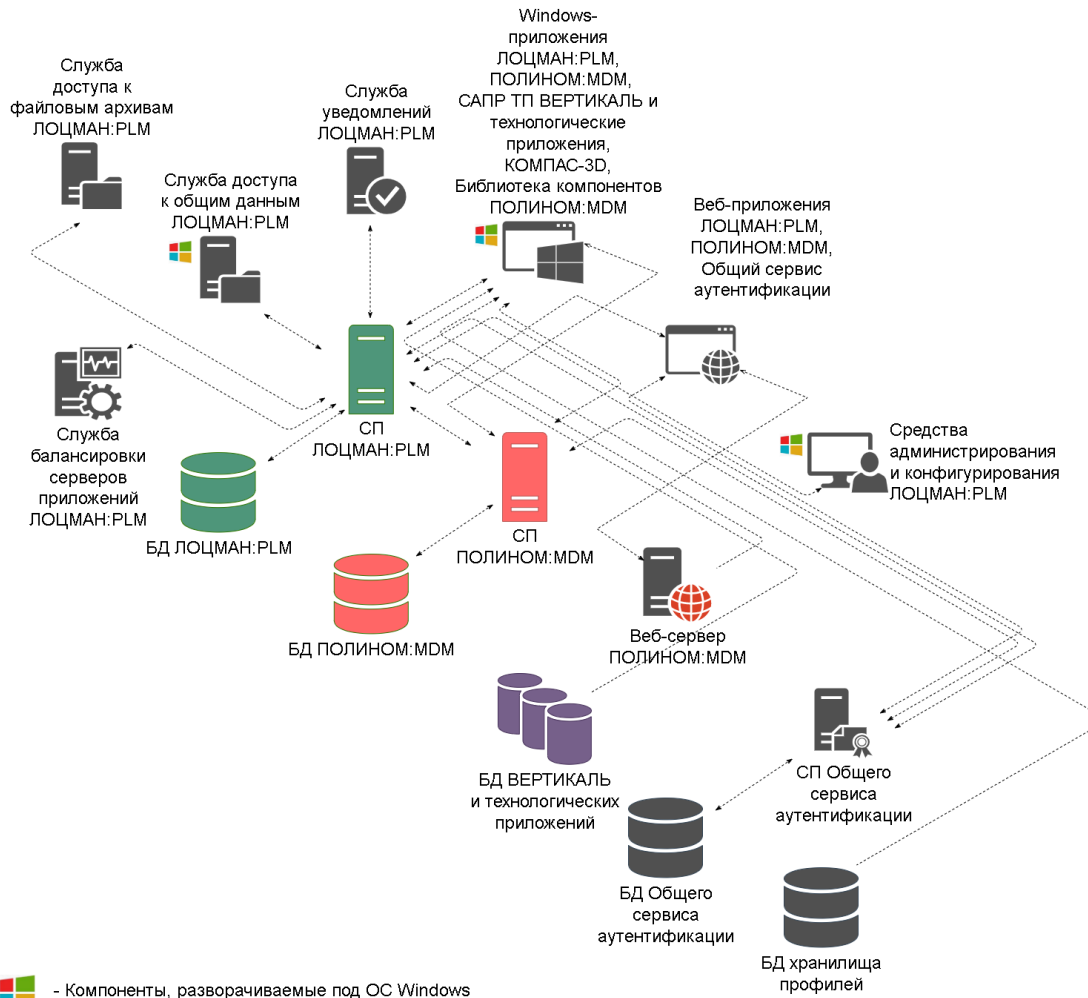 Служба
доступа к
файловым архивам
ЛОЦМАН:PLM
Служба доступа
к общим данным
ЛОЦМАН:PLM
Служба
уведомлений
ЛОЦМАН:PLM
Windows-
приложения
ЛОЦМАН:PLM,
ПОЛИНОМ:MDM,
САПР ТП ВЕРТИКАЛЬ и
технологические
приложения,
КОМПАС-3D,
Библиотека компонентов
ПОЛИНОМ:MDM
Веб-приложения
ЛОЦМАН:PLM,
ПОЛИНОМ:MDM,
Общий сервис
аутентификации
Служба
балансировки
серверов
приложений
ЛОЦМАН:PLM
СП
ЛОЦМАН:PLM
БД ЛОЦМАН:PLM
СП
ПОЛИНОМ:MDM
Средства
администрирования
и конфигурирования
ЛОЦМАН:PLM
БД ПОЛИНОМ:MDM
Веб-сервер
ПОЛИНОМ:MDM
БД ВЕРТИКАЛЬ
и технологических
приложений
СП Общего
сервиса
аутентификации
БД Общего
сервиса
аутентификации
БД хранилища
профилей
- Компоненты, разворачиваемые под ОС Windows